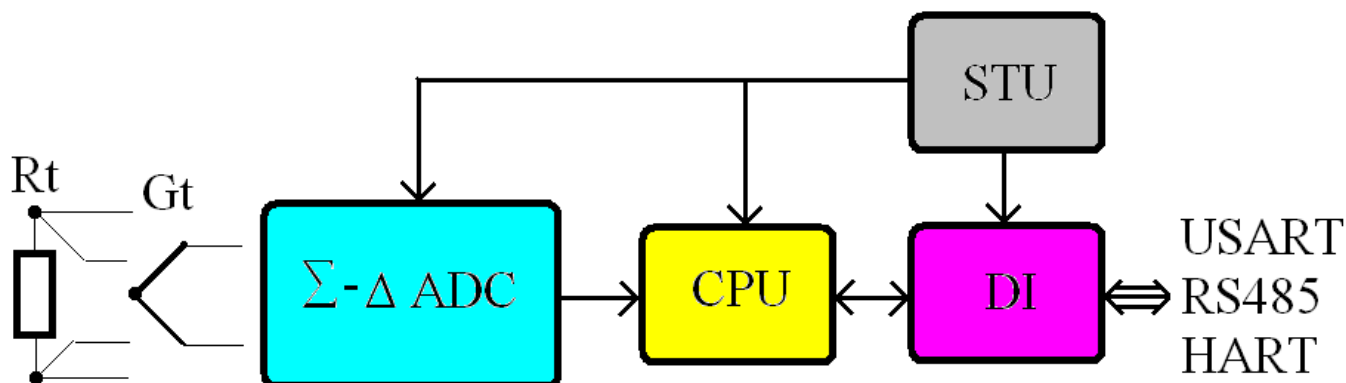 STU
Rt
Gt
Σ-Δ ADC
CPU
DI
USART
RS485
HART